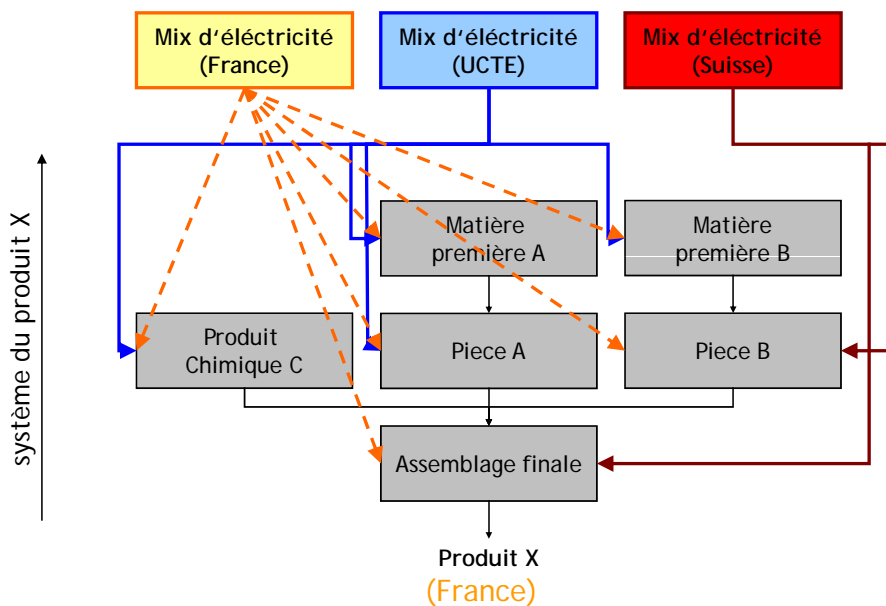 Mix d‘éléctricité
(France)
Mix d‘éléctricité
(UCTE)
Mix d‘éléctricité
(Suisse)
système du produit X
Matière
première A
Matière
première B
Produit
Chimique C
Piece A
Piece B
Assemblage finale
Produit X
(France)